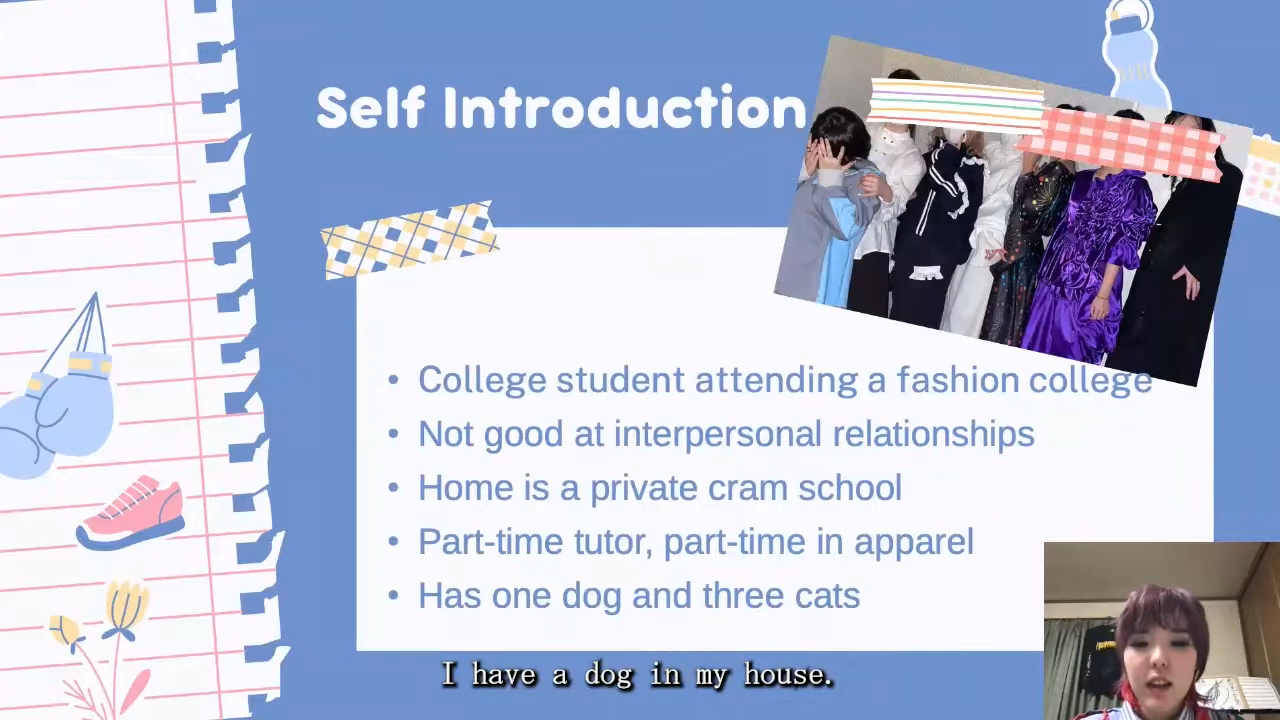 Self Introduction
• College student attending a fashion college
• Not good at interpersonal relationships
• Home is a private cram school
• Part-time tutor, part-time in apparel
• Has one dog and three cats
I have a dog in my house.